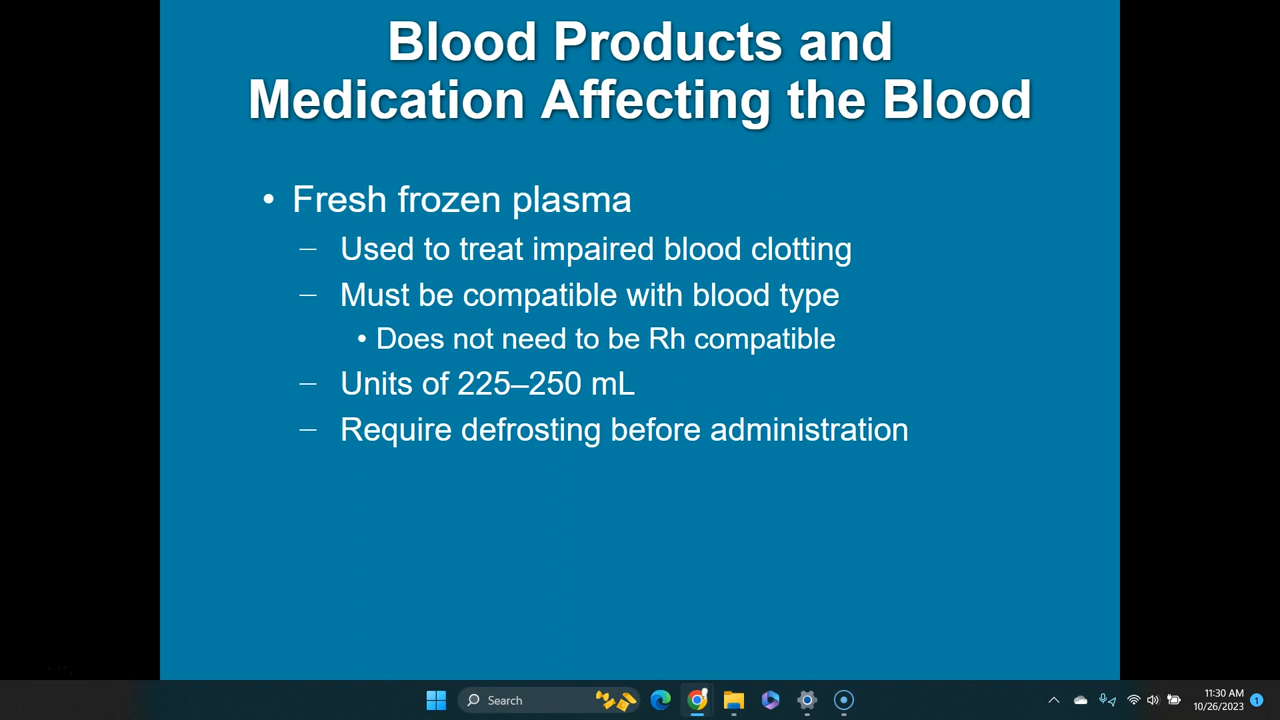 Blood Products and
Medication Affecting the Blood
• Fresh frozen plasma
– Used to treat impaired blood clotting
– Must be compatible with blood type
• Does not need to be Rh compatible
– Units of 225–250 mL
– Require defrosting before administration
Search
11:30 AM
10/26/2023
1